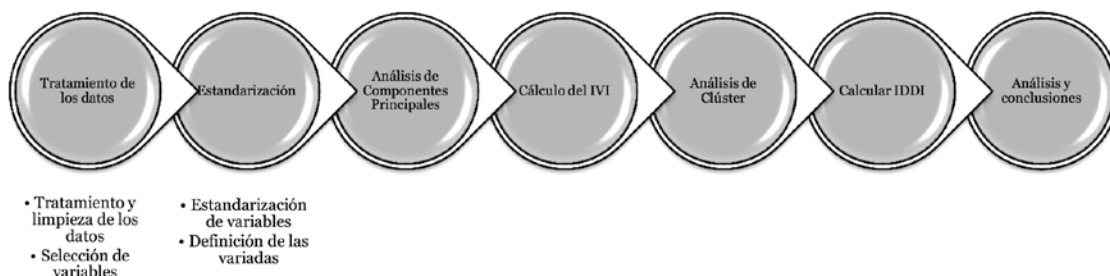 Tratamiento de
los datos
Estandarización
Análisis de
Componentes
Principales
Cálculo del IVI
Análisis de
Clúster
Calcular IDDI
Análisis y
conclusiones
• Tratamiento y
limpieza de los
datos
• Selección de
variables
• Estandarización
de variables
• Definición de las
variadas